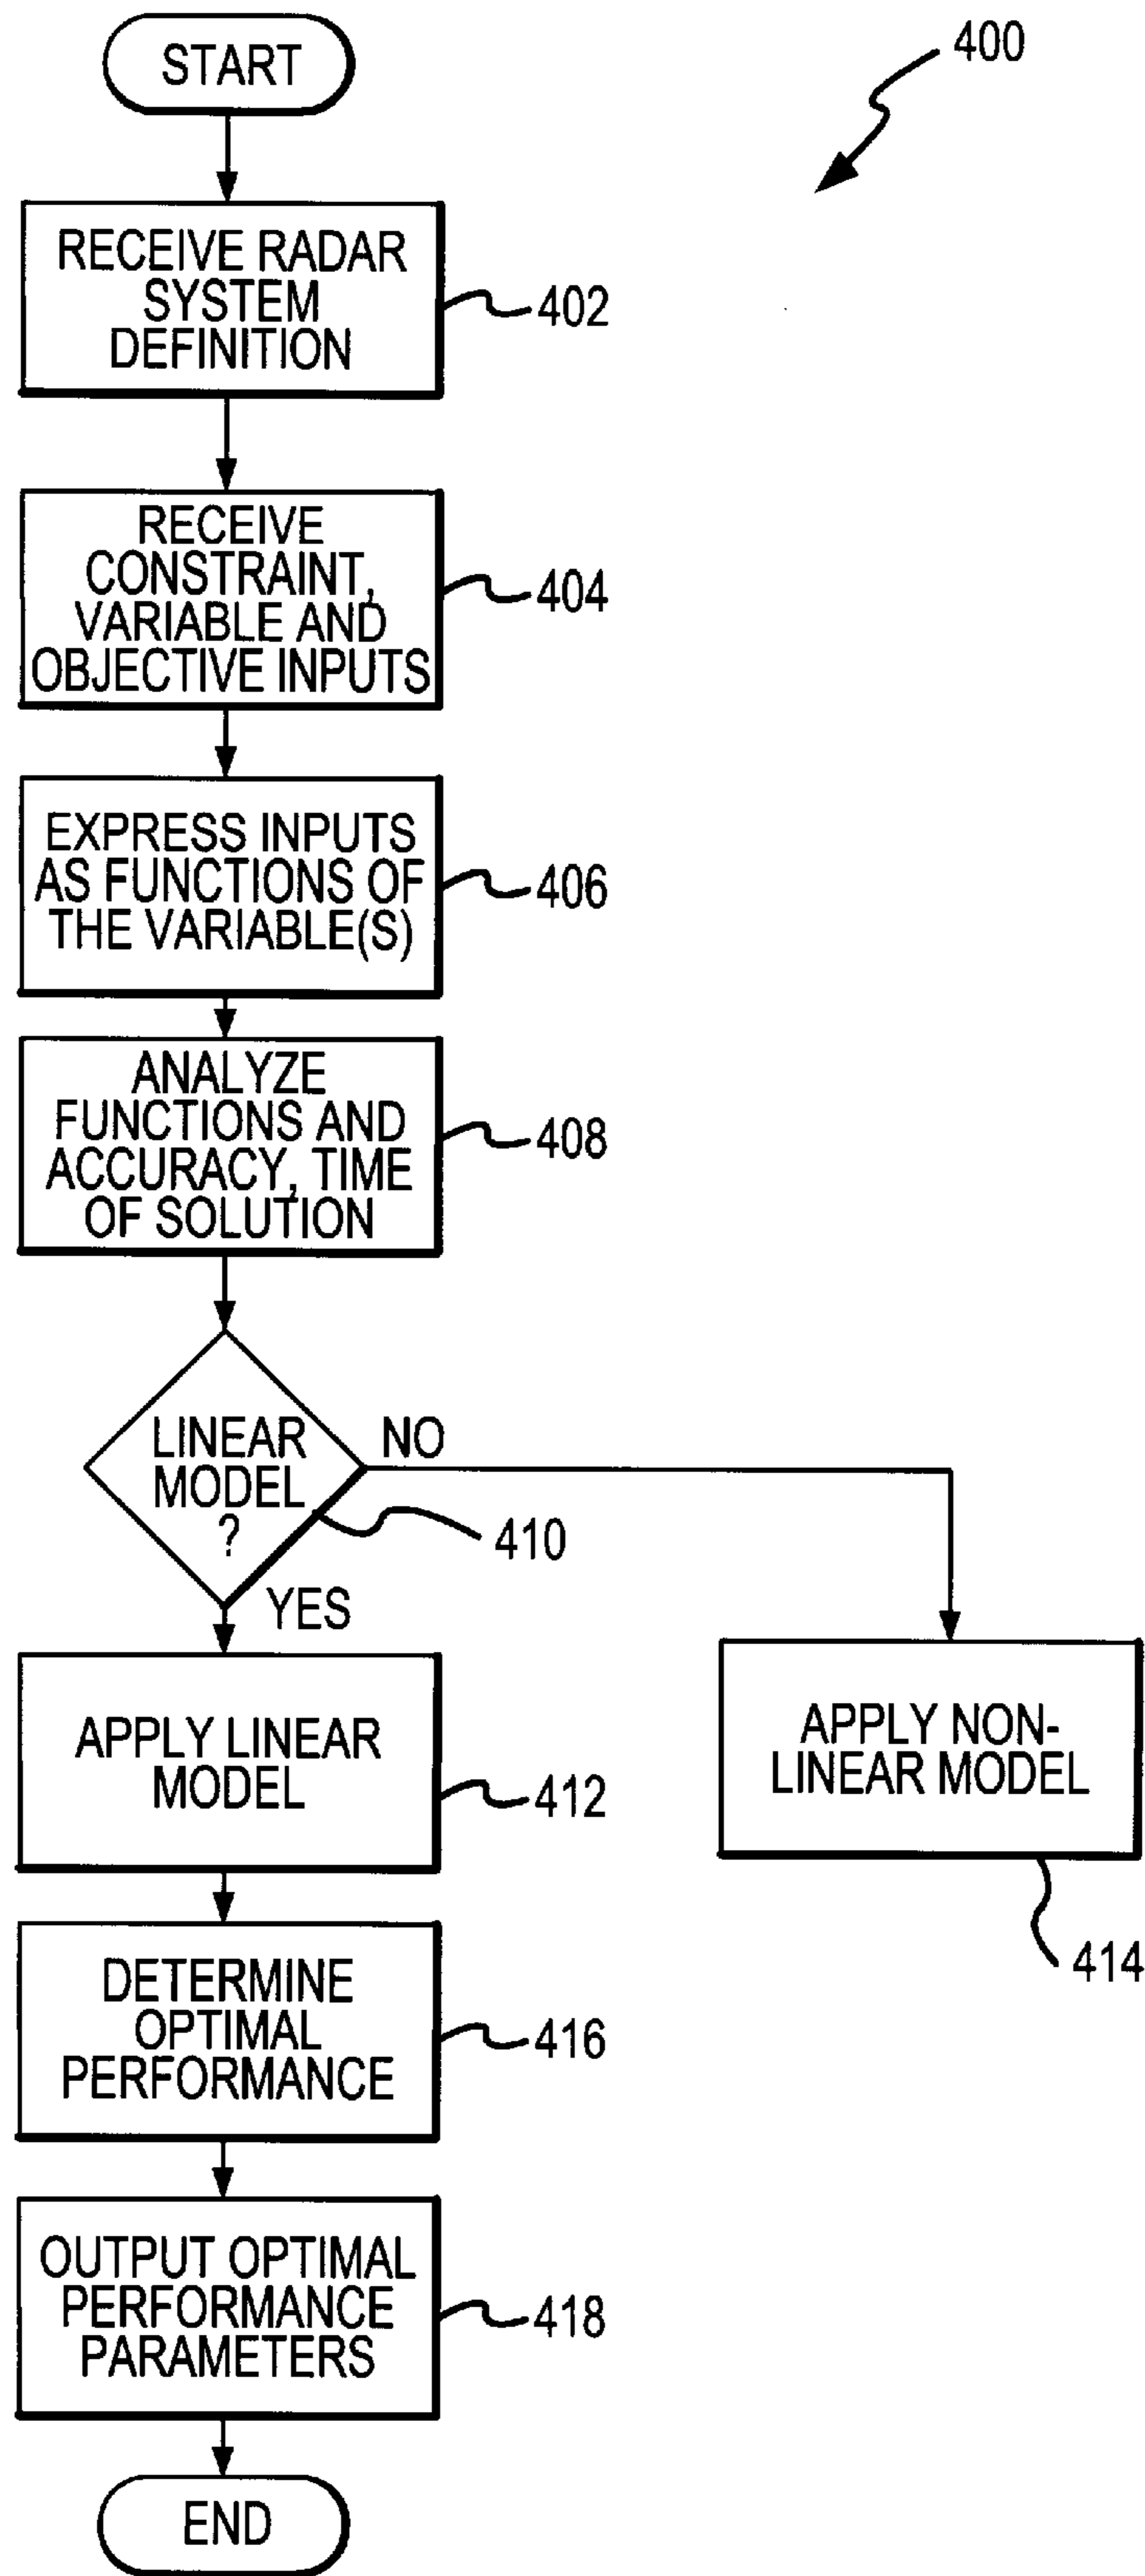 START
400
RECEIVE RADAR
SYSTEM
DEFINITION
402
RECEIVE
CONSTRAINT,
VARIABLE AND
OBJECTIVE INPUTS
404
EXPRESS INPUTS
AS FUNCTIONS OF
THE VARIABLE(S)
406
ANALYZE
FUNCTIONS AND
ACCURACY, TIME
OF SOLUTION
408
LINEAR
MODEL
?
NO
410
YES
APPLY LINEAR
MODEL
412
APPLY NON-
LINEAR MODEL
414
DETERMINE
OPTIMAL
PERFORMANCE
416
OUTPUT OPTIMAL
PERFORMANCE
PARAMETERS
418
END